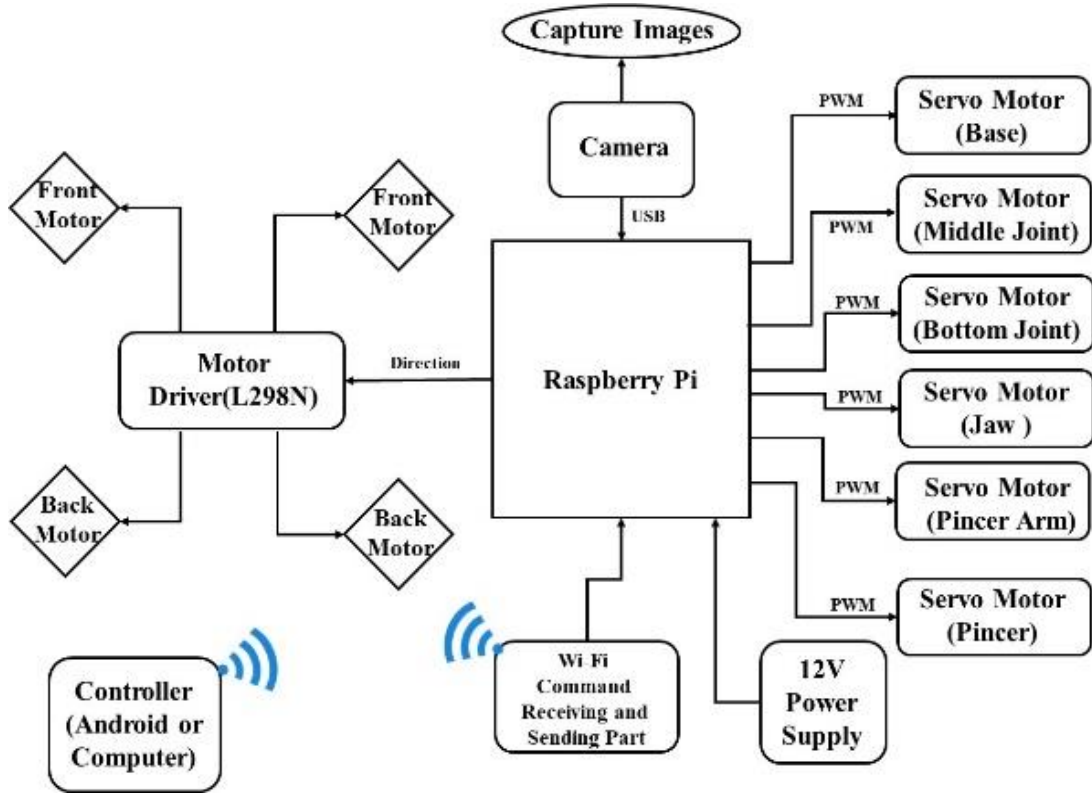 Capture Images
Camera
USB
PWM
Servo Motor
(Base)
Front
Motor
Front
Motor
PWM
Servo Motor
(Middle Joint)
PWM
Servo Motor
(Bottom Joint)
Motor
Driver(L298N)
Direction
Raspberry Pi
PWM
Servo Motor
(Jaw )
Back
Motor
Back
Motor
PWM
Servo Motor
(Pincer Arm)
PWM
Servo Motor
(Pincer)
Controller
(Android or
Computer)
Wi-Fi
Command
Receiving and
Sending Part
12V
Power
Supply